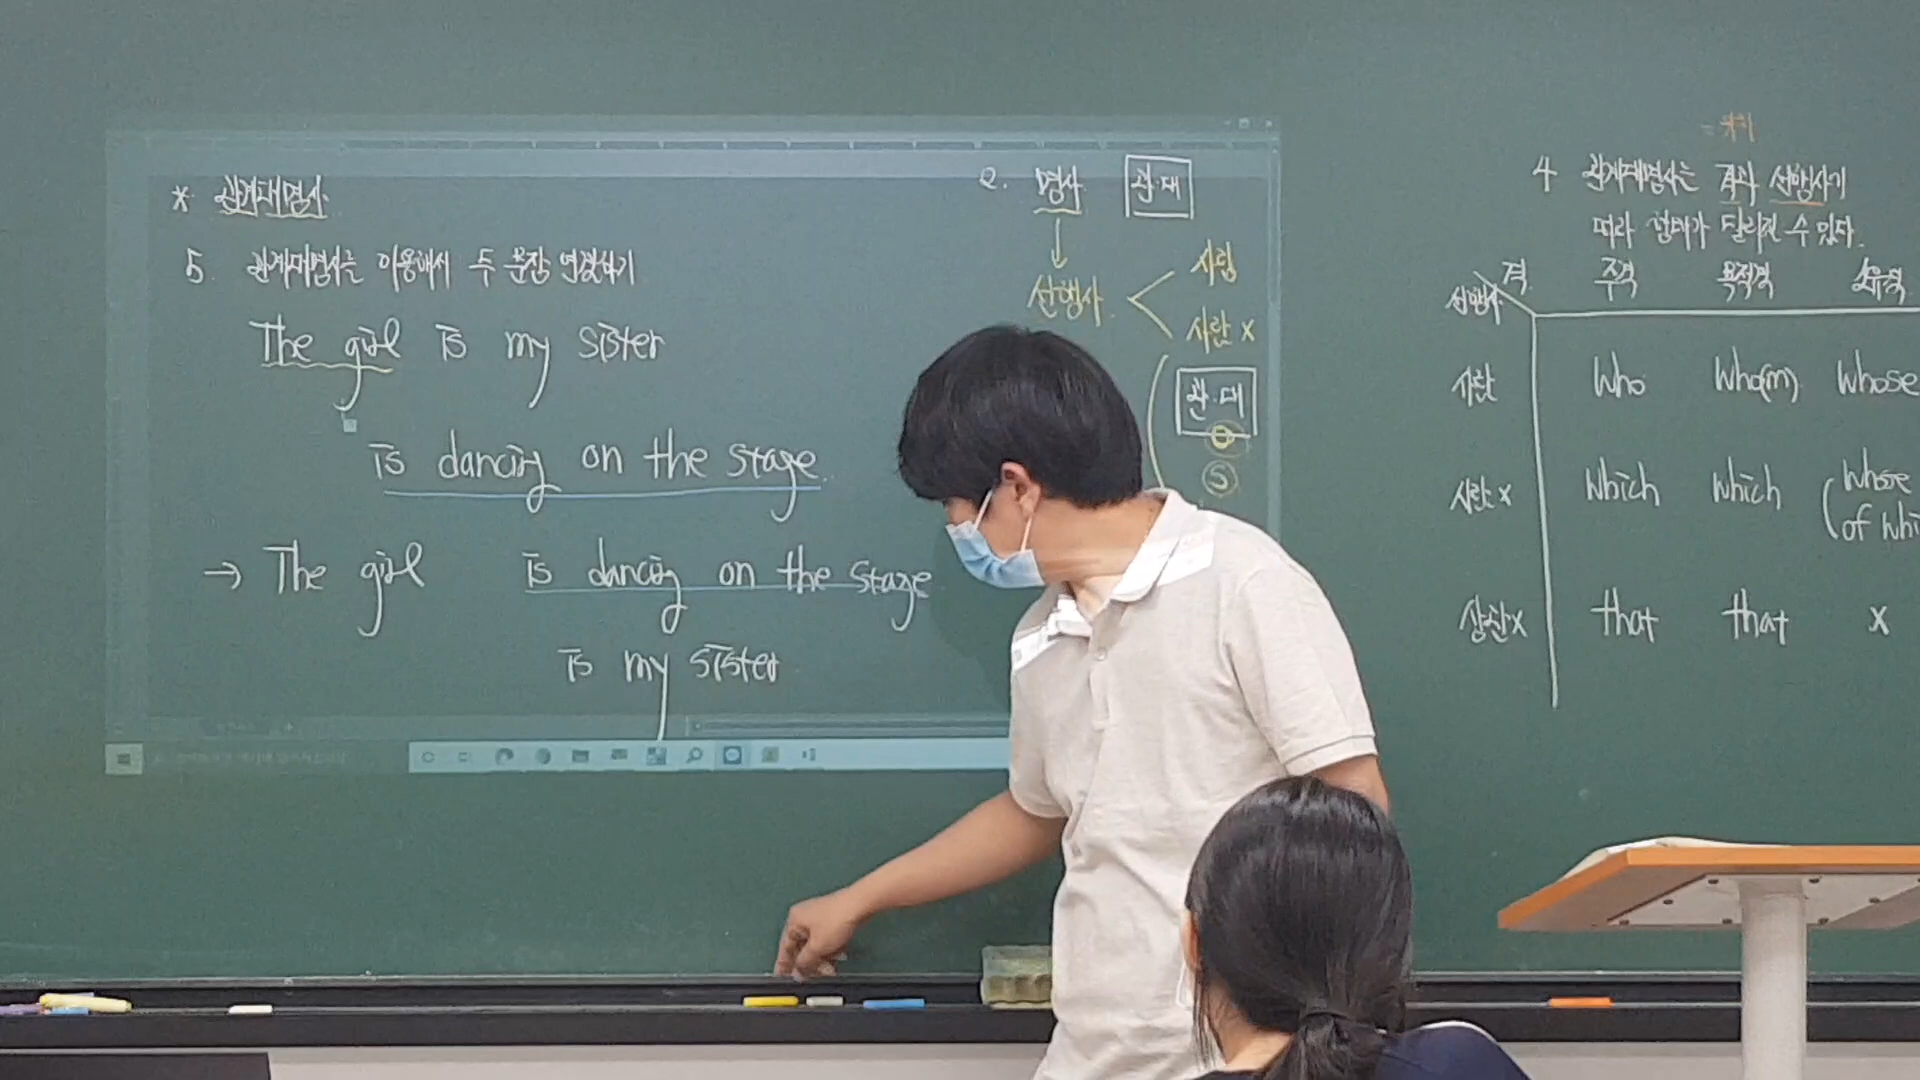 * 관계대명사
5. 관계대명사를 이용해서 두 문장 연결하기
The girl is my sister
is dancing on the stage.
→ The girl is dancing on the stage
is my sister
2. 명사 관·대
↓
선행사 < 사람
사람 x
관·대
⑤
4 관계대명사는 격과 선행사에
따라 형태가 달라질 수 있다.
선행사 격 주격 목적격 소유격
사람 who who(m) whose
사람 x which which whose
of whi
상관 x that that x